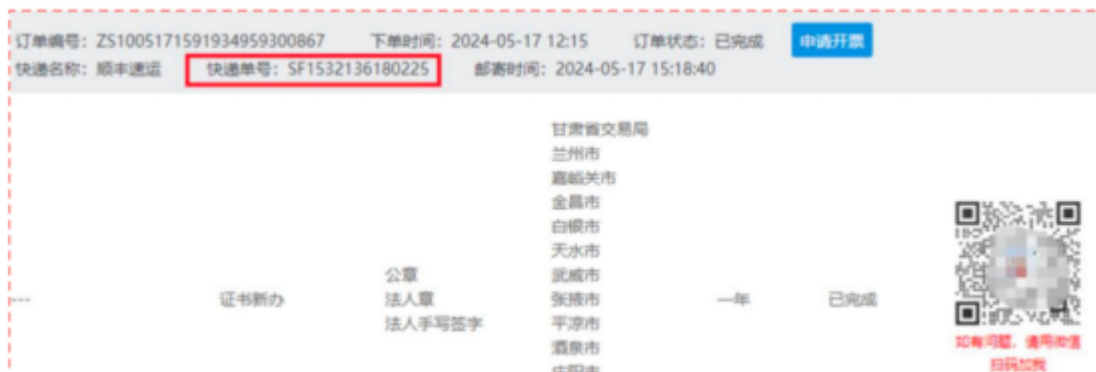 订单编号：ZS1005171591934959300867 下单时间：2024-05-17 12:15 订单状态：已完成 申请开票
快递名称：顺丰速运 快递单号：SF1532136180225 邮寄时间：2024-05-17 15:18:40
甘肃省交易局
兰州市
嘉峪关市
金昌市
白银市
天水市
公章 武威市
--- 证书新办 法人章 张掖市 一年 已完成
法人手写签字 平凉市
酒泉市
庆阳市
如有问题，请用微信
扫码加我